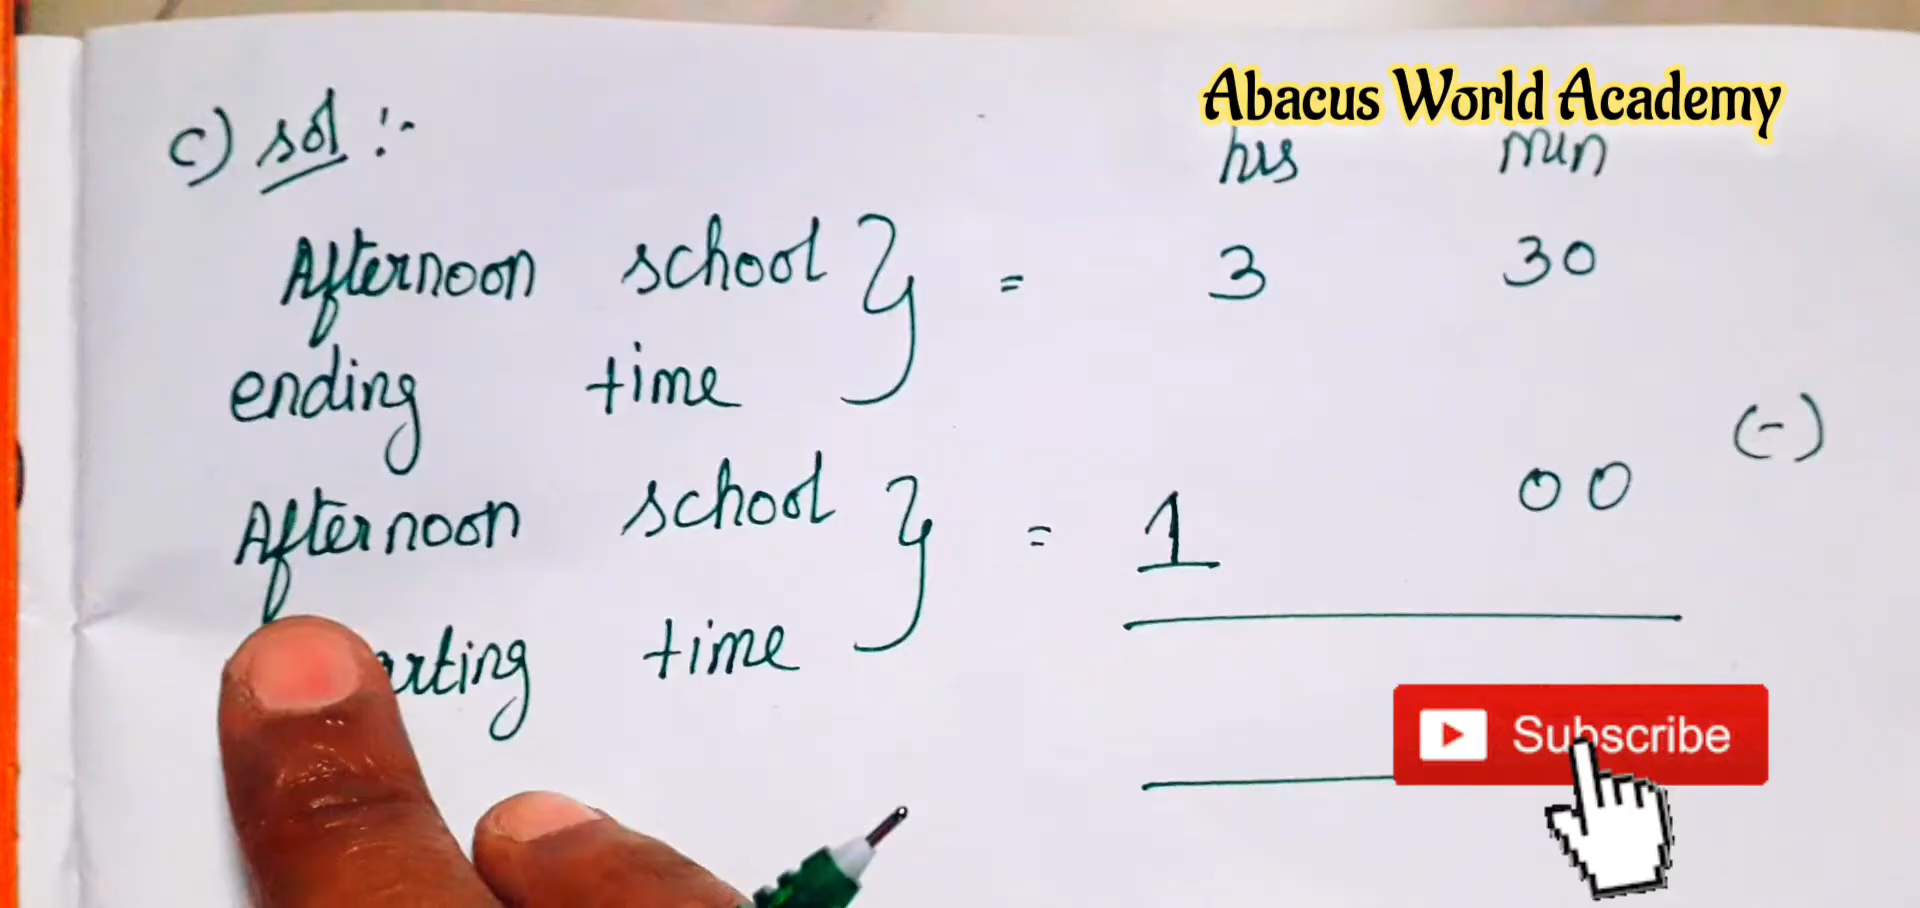 Abacus World Academy
c) sol :-
hrs min
Afternoon school } = 3 30
ending time
(-)
Afternoon school } = 1 00
time
Subscribe